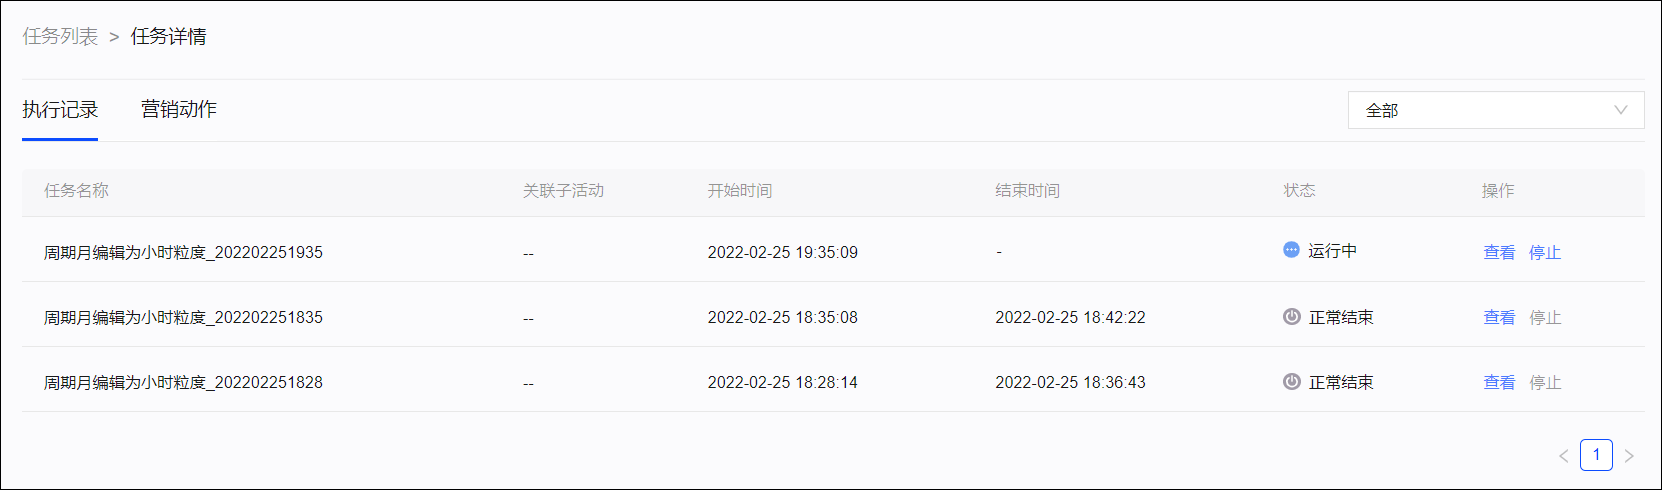 任务列表 > 任务详情
执行记录 营销动作 全部
任务名称 关联子活动 开始时间 结束时间 状态 操作
周期月编辑为小时粒度_202202251935 -- 2022-02-25 19:35:09 - 运行中 查看 停止
周期月编辑为小时粒度_202202251835 -- 2022-02-25 18:35:08 2022-02-25 18:42:22 正常结束 查看 停止
周期月编辑为小时粒度_202202251828 -- 2022-02-25 18:28:14 2022-02-25 18:36:43 正常结束 查看 停止
< 1 >